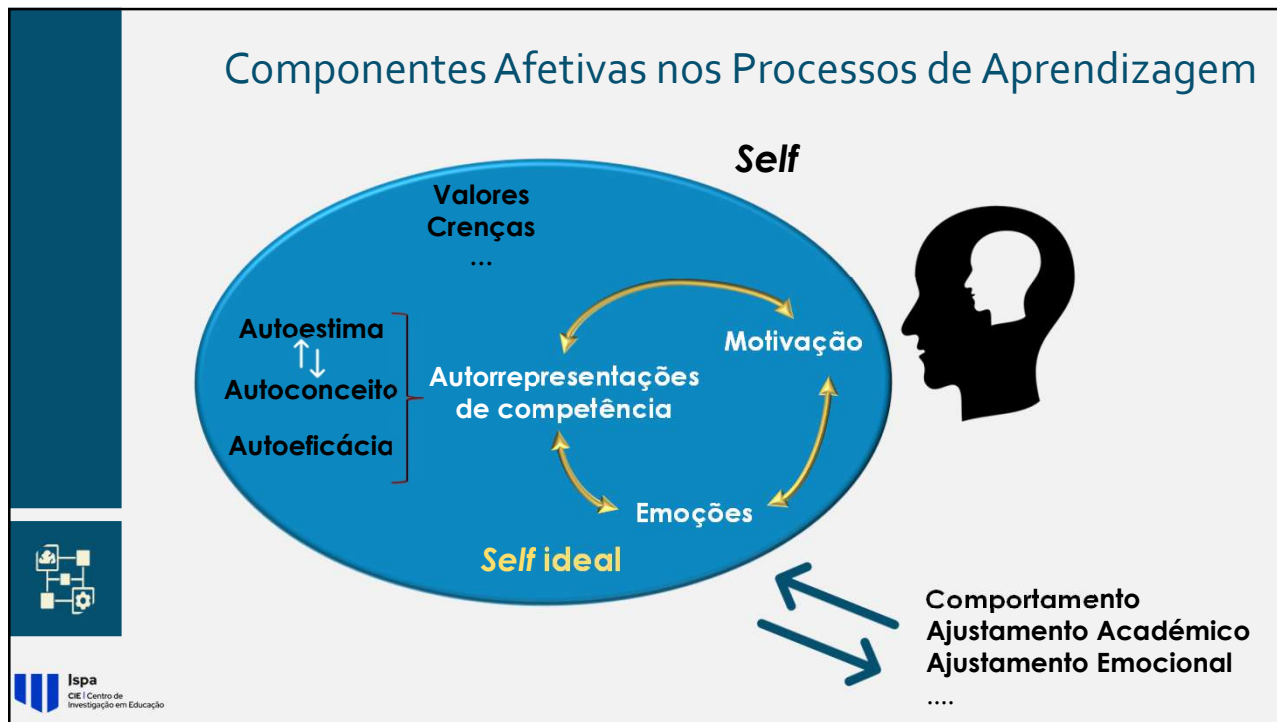 Componentes Afetivas nos Processos de Aprendizagem
Self
Valores
Crenças
...
Autoestima
Autoconceito
Autoeficácia
Autorrepresentações
de competência
Motivação
Emoções
Self ideal
Comportamento
Ajustamento Académico
Ajustamento Emocional
....
Ispa
CIE | Centro de
Investigação em Educação